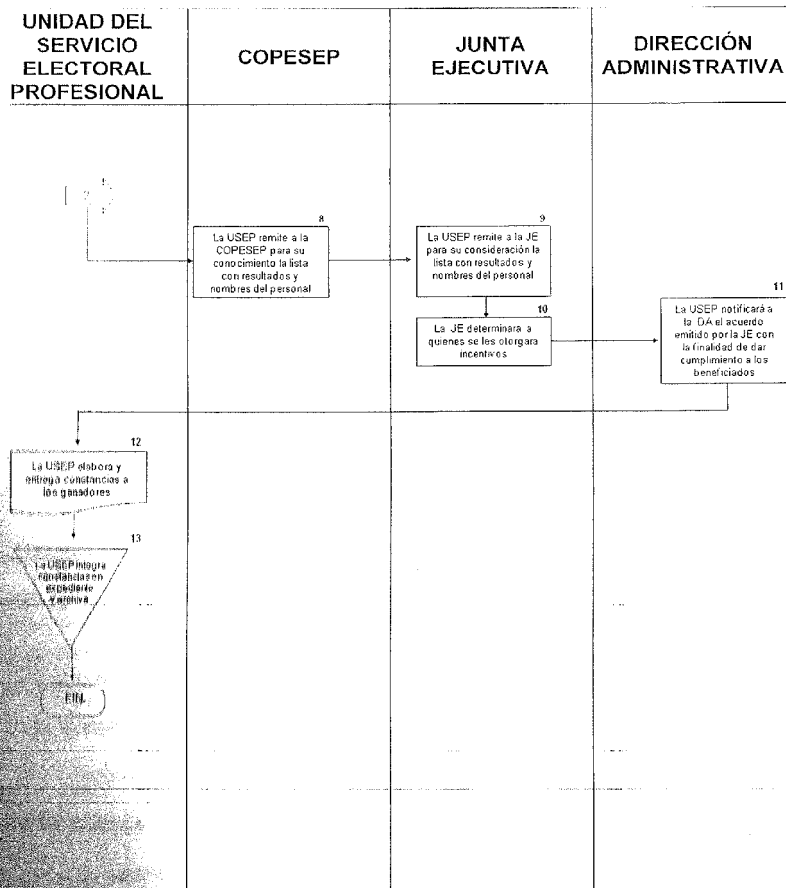 UNIDAD DEL
SERVICIO
ELECTORAL
PROFESIONAL
COPESEP
JUNTA
EJECUTIVA
DIRECCIÓN
ADMINISTRATIVA
8
La USEP remite a la
COPESEP para su
conocimiento la lista
con resultados y
nombres del personal
9
La USEP remite a la JE
para su consideración la
lista con resultados y
nombres del personal
10
La JE determinara a
quienes se les otorgara
incentivos
11
La USEP notificará a
la DA el acuerdo
emitido por la JE con
la finalidad de dar
cumplimiento a los
beneficiados
12
La USEP elabora y
entrega constancias a
los ganadores
13
La USEP integra
constancias en
expediente
y archiva
FIN